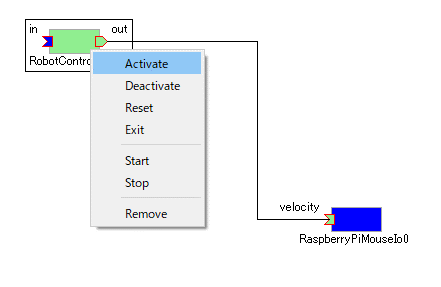 in
out
RobotContro
Activate
Deactivate
Reset
Exit
Start
Stop
Remove
velocity
RaspberryPiMouseIo0